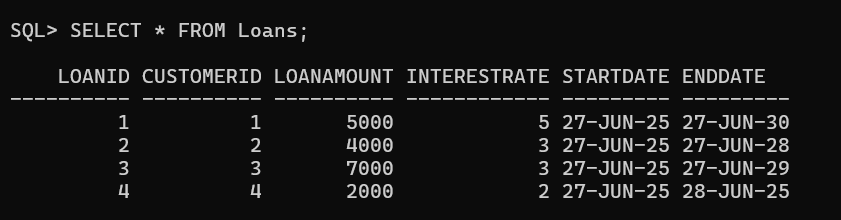 SQL> SELECT * FROM Loans;
LOANID CUSTOMERID LOANAMOUNT INTERESTRATE STARTDATE ENDDATE
---------- ---------- ---------- ------------ --------- ---------
1 1 5000 5 27-JUN-25 27-JUN-30
2 2 4000 3 27-JUN-25 27-JUN-28
3 3 7000 3 27-JUN-25 27-JUN-29
4 4 2000 2 27-JUN-25 28-JUN-25